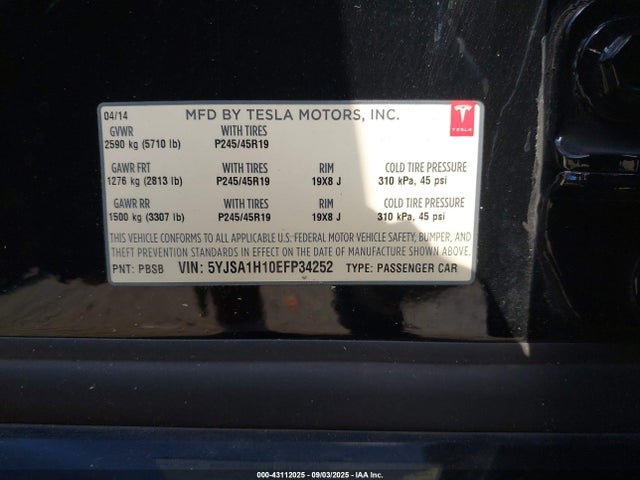 04/14 MFD BY TESLA MOTORS, INC.
GVWR WITH TIRES
2590 kg (5710 lb) P245/45R19
TESLA
GAWR FRT WITH TIRES RIM COLD TIRE PRESSURE
1276 kg (2813 lb) P245/45R19 19X8 J 310 kPa, 45 psi
GAWR RR WITH TIRES RIM COLD TIRE PRESSURE
1500 kg (3307 lb) P245/45R19 19X8 J 310 kPa, 45 psi
THIS VEHICLE CONFORMS TO ALL APPLICABLE U.S. FEDERAL MOTOR VEHICLE SAFETY, BUMPER, AND
THEFT PREVENTION STANDARDS IN EFFECT ON THE DATE OF MANUFACTURE SHOWN ABOVE.
PNT: PBSB VIN: 5YJSA1H10EFP34252 TYPE: PASSENGER CAR
000-43112025 - 09/03/2025 - IAA Inc.